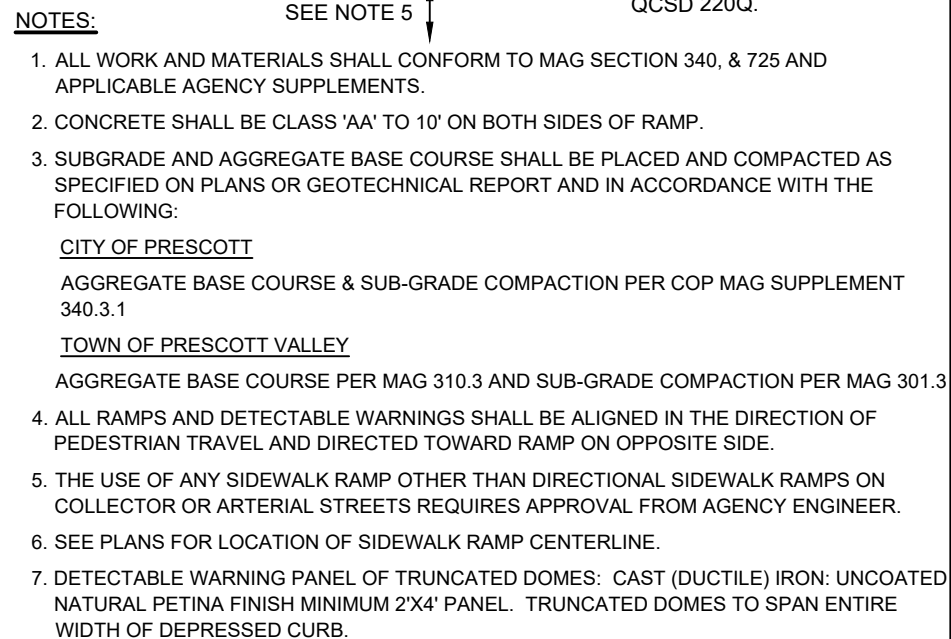 QCSD 220Q.
SEE NOTE 5
NOTES:
1. ALL WORK AND MATERIALS SHALL CONFORM TO MAG SECTION 340, & 725 AND
APPLICABLE AGENCY SUPPLEMENTS.
2. CONCRETE SHALL BE CLASS 'AA' TO 10' ON BOTH SIDES OF RAMP.
3. SUBGRADE AND AGGREGATE BASE COURSE SHALL BE PLACED AND COMPACTED AS
SPECIFIED ON PLANS OR GEOTECHNICAL REPORT AND IN ACCORDANCE WITH THE
FOLLOWING:
CITY OF PRESCOTT
AGGREGATE BASE COURSE & SUB-GRADE COMPACTION PER COP MAG SUPPLEMENT
340.3.1
TOWN OF PRESCOTT VALLEY
AGGREGATE BASE COURSE PER MAG 310.3 AND SUB-GRADE COMPACTION PER MAG 301.3
4. ALL RAMPS AND DETECTABLE WARNINGS SHALL BE ALIGNED IN THE DIRECTION OF
PEDESTRIAN TRAVEL AND DIRECTED TOWARD RAMP ON OPPOSITE SIDE.
5. THE USE OF ANY SIDEWALK RAMP OTHER THAN DIRECTIONAL SIDEWALK RAMPS ON
COLLECTOR OR ARTERIAL STREETS REQUIRES APPROVAL FROM AGENCY ENGINEER.
6. SEE PLANS FOR LOCATION OF SIDEWALK RAMP CENTERLINE.
7. DETECTABLE WARNING PANEL OF TRUNCATED DOMES: CAST (DUCTILE) IRON: UNCOATED
NATURAL PETINA FINISH MINIMUM 2'X4' PANEL. TRUNCATED DOMES TO SPAN ENTIRE
WIDTH OF DEPRESSED CURB.